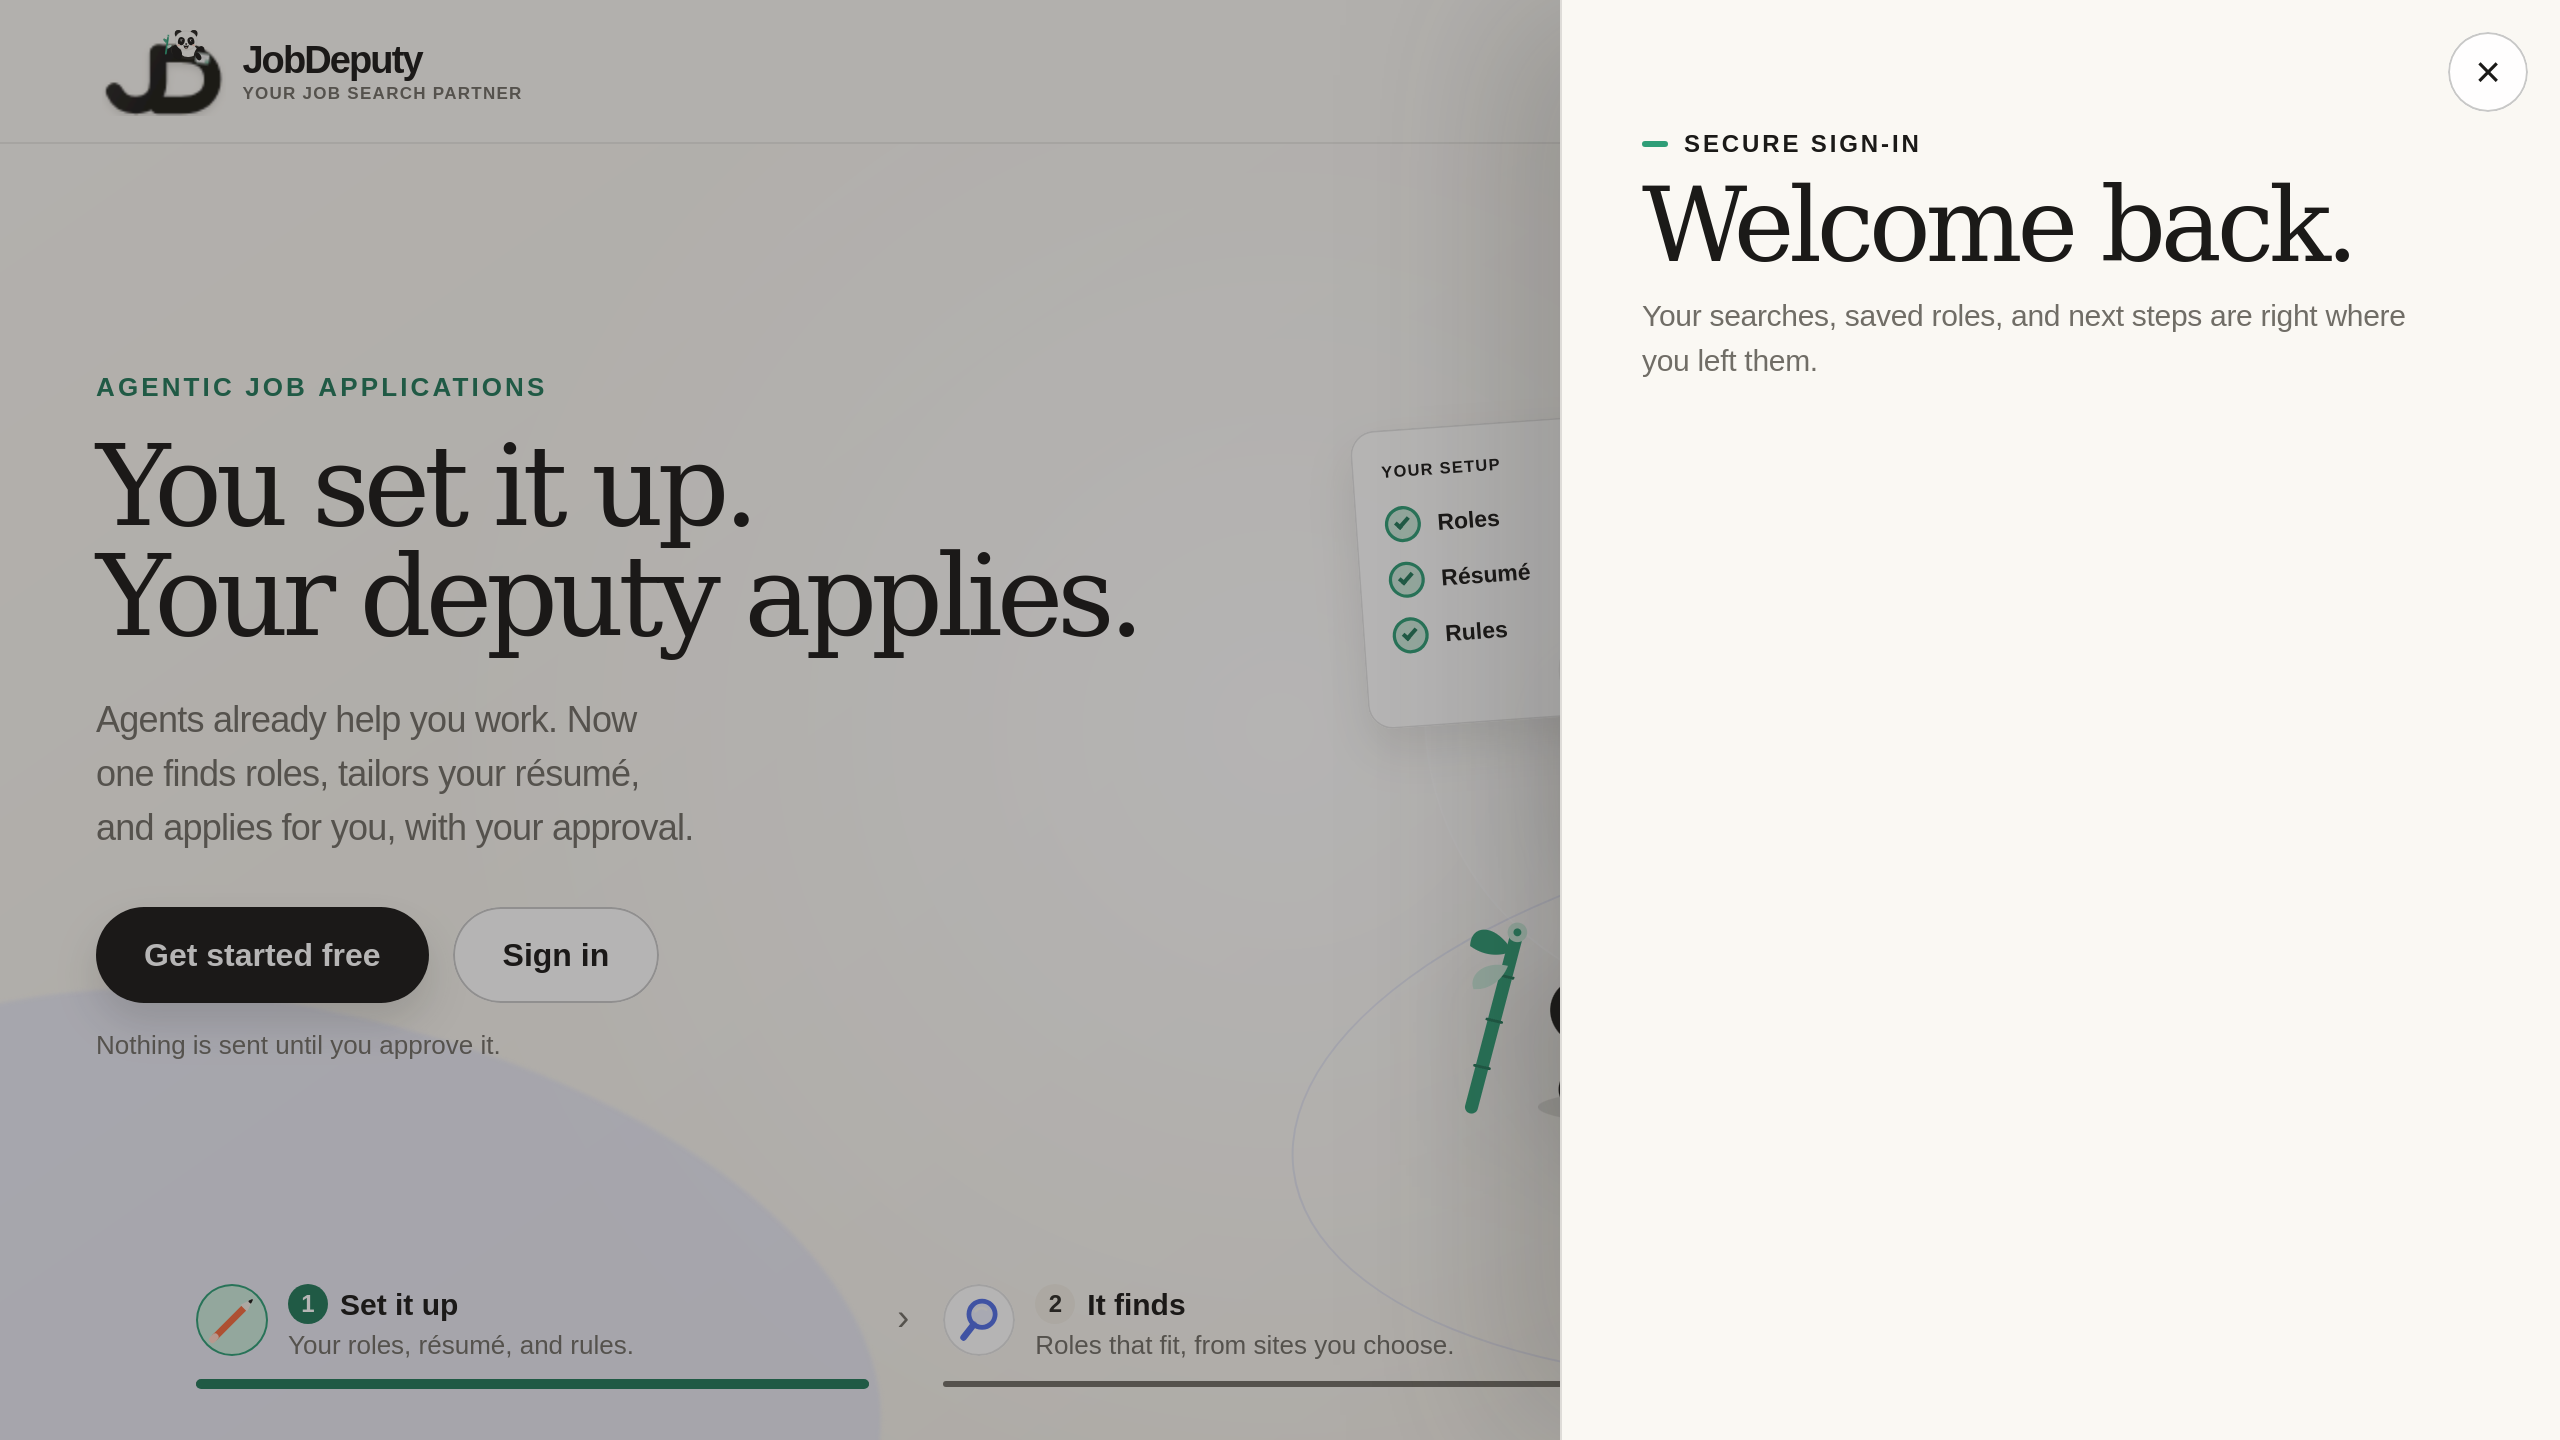 JobDeputy
YOUR JOB SEARCH PARTNER
AGENTIC JOB APPLICATIONS
You set it up.
Your deputy applies.
Agents already help you work. Now
one finds roles, tailors your résumé,
and applies for you, with your approval.
Get started free
Sign in
Nothing is sent until you approve it.
YOUR SETUP
Roles
Résumé
Rules
1 Set it up
Your roles, résumé, and rules.
2 It finds
Roles that fit, from sites you choose.
SECURE SIGN-IN
Welcome back.
Your searches, saved roles, and next steps are right where
you left them.